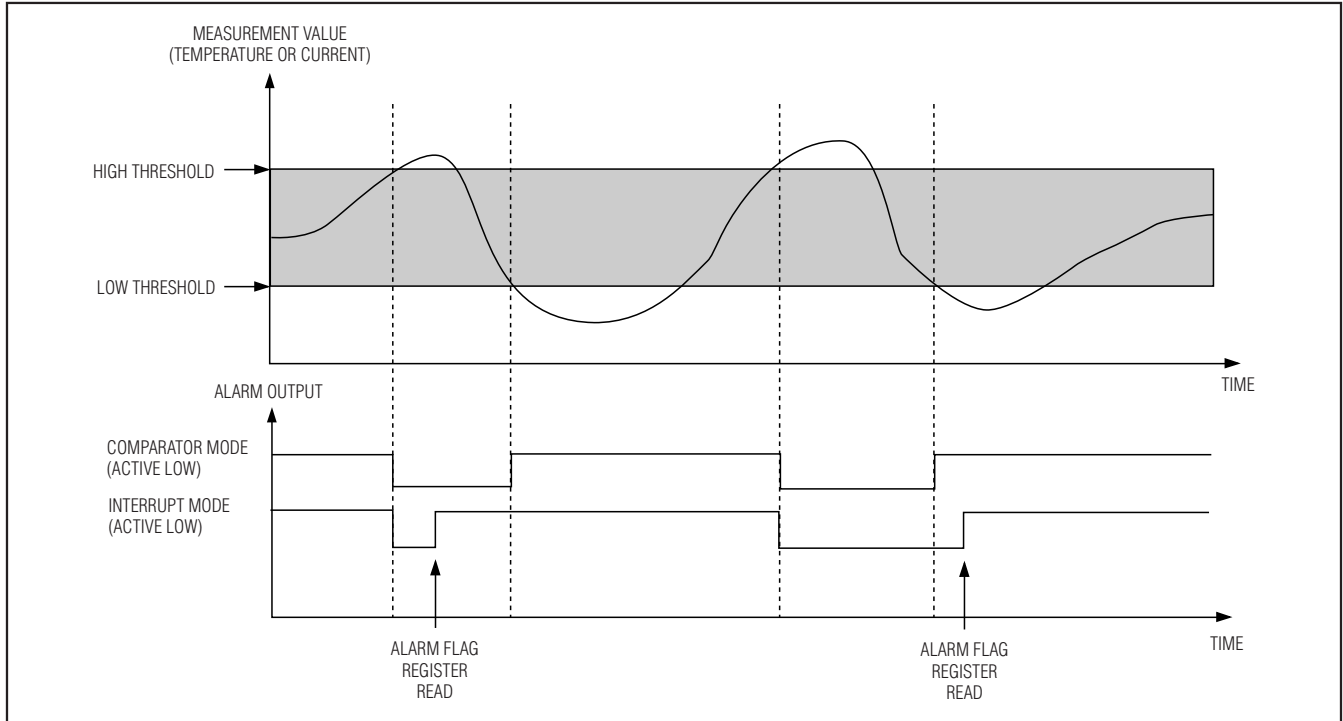 MEASUREMENT VALUE
(TEMPERATURE OR CURRENT)
HIGH THRESHOLD
LOW THRESHOLD
TIME
ALARM OUTPUT
COMPARATOR MODE
(ACTIVE LOW)
INTERRUPT MODE
(ACTIVE LOW)
TIME
ALARM FLAG
REGISTER
READ
ALARM FLAG
REGISTER
READ